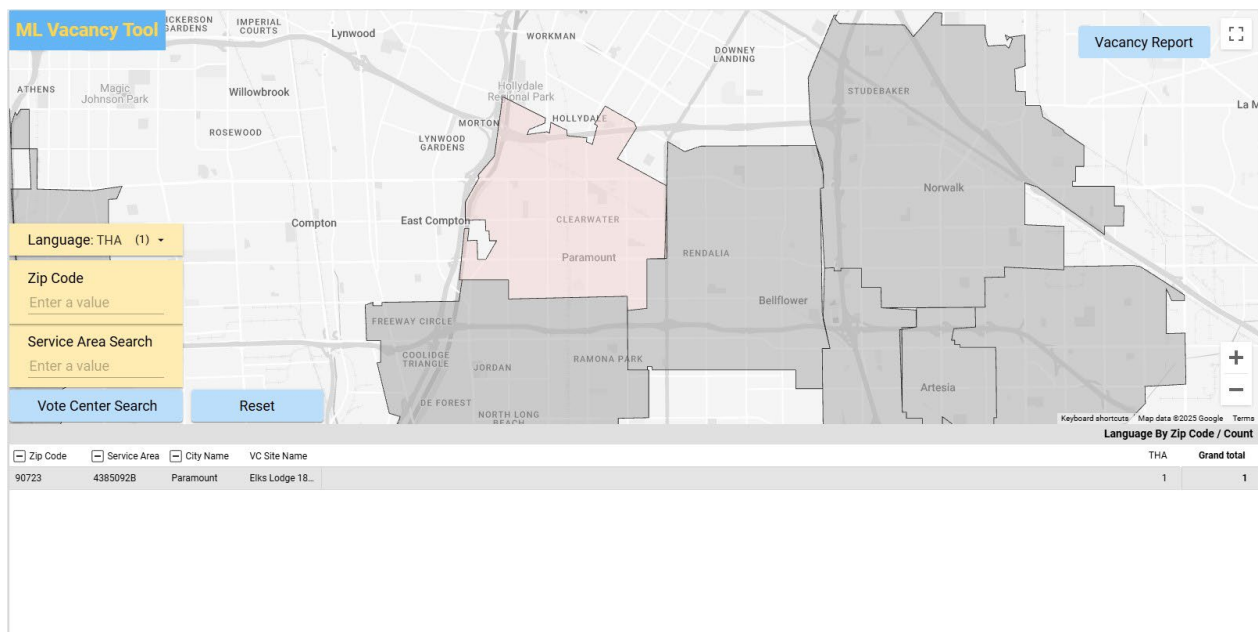 ML Vacancy Tool
CKERSON
GARDENS
IMPERIAL
COURTS
Lynwood
WORKMAN
DOWNEY
LANDING
Vacancy Report
ATHENS
Magic
Johnson Park
Willowbrook
Hollydale
Regional Park
STUDEBAKER
La M
ROSEWOOD
MORTON
HOLLYDALE
LYNWOOD
GARDENS
Norwalk
Compton
East Compton
CLEARWATER
Language: THA (1)
Paramount
RENDALIA
Zip Code
Enter a value
Bellflower
FREEWAY CIRCLE
Service Area Search
Enter a value
COOLIDGE
TRIANGLE
JORDAN
RAMONA PARK
+
Artesia
−
Vote Center Search
Reset
DE FOREST
NORTH LONG
BEACH
Keyboard shortcuts Map data ©2025 Google Terms
Language By Zip Code / Count
Zip Code Service Area City Name VC Site Name THA Grand total
90723 4385092B Paramount Elks Lodge 18... 1 1